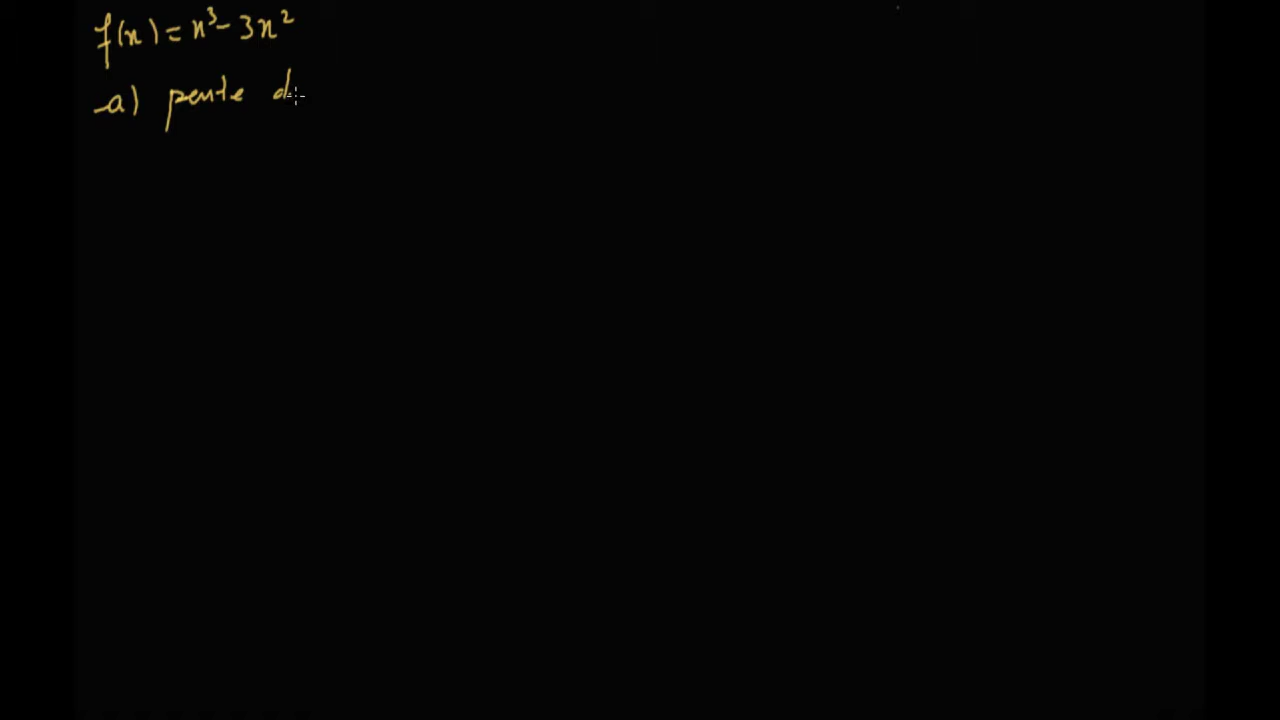 f(x) = x³ - 3x²
a) pente d